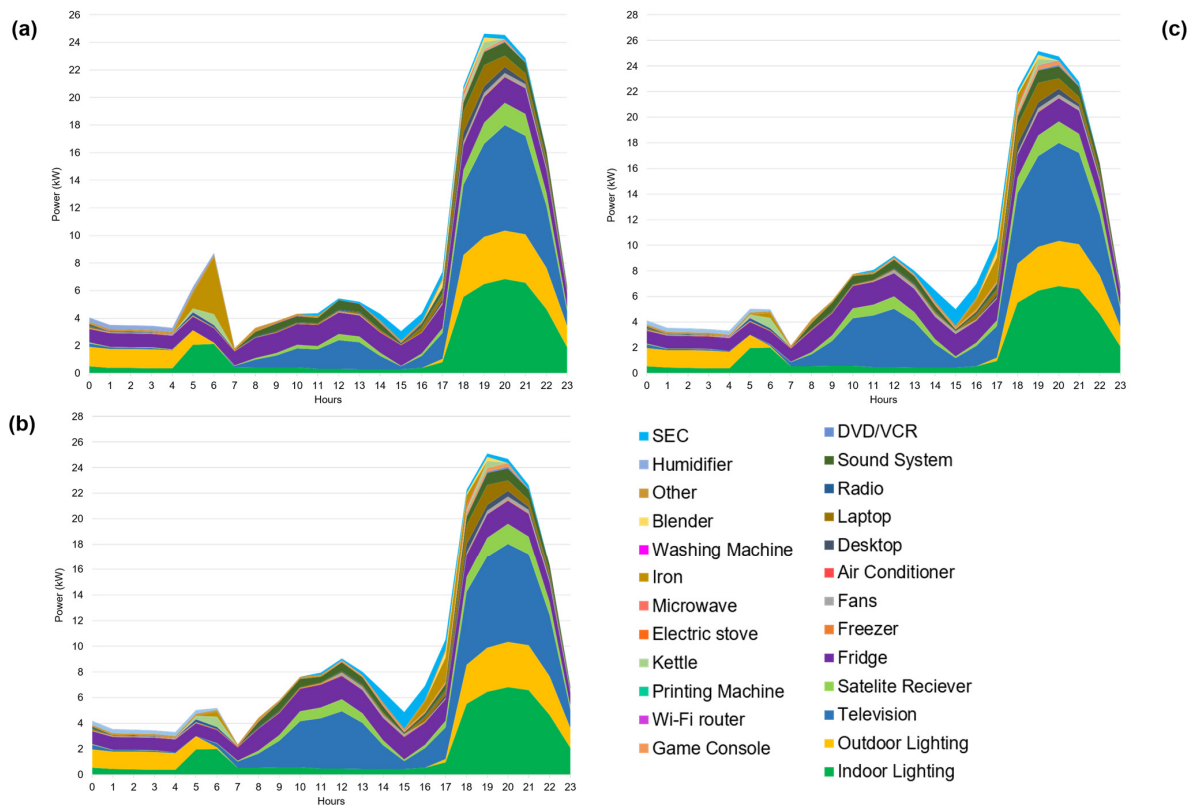 (a)
26
24
22
20
18
16
14
12
10
8
6
4
2
0
Power (kW)
0 1 2 3 4 5 6 7 8 9 10 11 12 13 14 15 16 17 18 19 20 21 22 23
Hours
(c)
28
26
24
22
20
18
16
14
12
10
8
6
4
2
0
Power (kW)
0 1 2 3 4 5 6 7 8 9 10 11 12 13 14 15 16 17 18 19 20 21 22 23
Hours
(b)
28
26
24
22
20
18
16
14
12
10
8
6
4
2
0
Power (kW)
0 1 2 3 4 5 6 7 8 9 10 11 12 13 14 15 16 17 18 19 20 21 22 23
Hours
SEC
Humidifier
Other
Blender
Washing Machine
Iron
Microwave
Electric stove
Kettle
Printing Machine
Wi-Fi router
Game Console
DVD/VCR
Sound System
Radio
Laptop
Desktop
Air Conditioner
Fans
Freezer
Fridge
Satelite Reciever
Television
Outdoor Lighting
Indoor Lighting